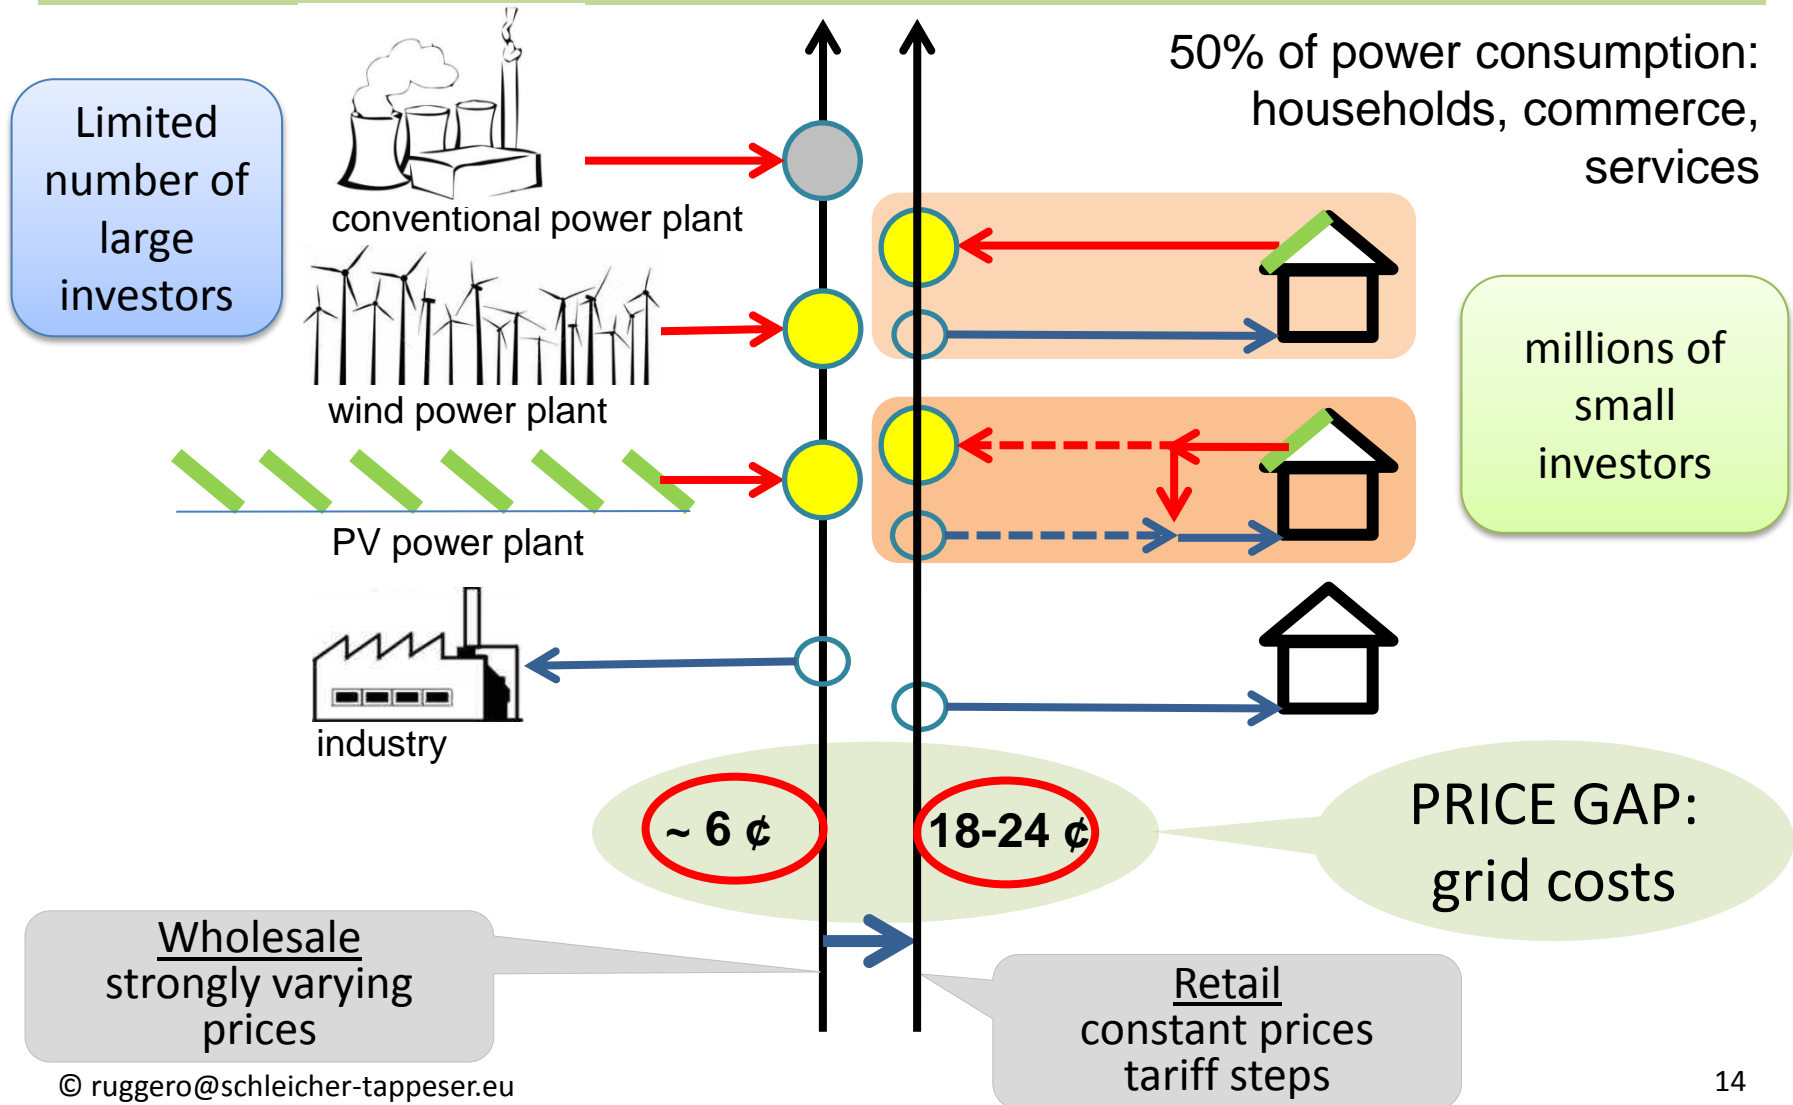 50% of power consumption:
households, commerce,
services
Limited
number of
large
investors
conventional power plant
wind power plant
PV power plant
industry
millions of
small
investors
~ 6 ¢
18-24 ¢
PRICE GAP:
grid costs
Wholesale
strongly varying
prices
Retail
constant prices
tariff steps
© ruggero@schleicher-tappeser.eu
14